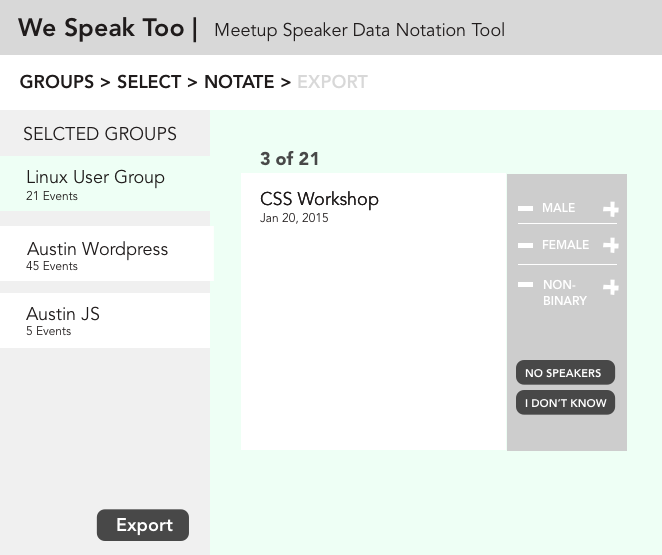 We Speak Too | Meetup Speaker Data Notation Tool
GROUPS > SELECT > NOTATE > EXPORT
SELCTED GROUPS
Linux User Group
21 Events
Austin Wordpress
45 Events
Austin JS
5 Events
Export
3 of 21
CSS Workshop
Jan 20, 2015
MALE
FEMALE
NON-
BINARY
NO SPEAKERS
I DON'T KNOW